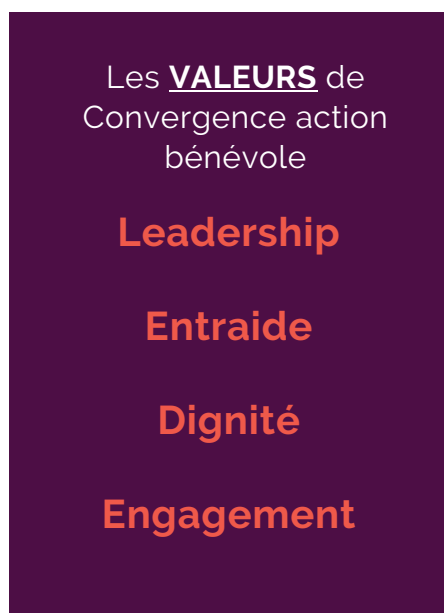 Les VALEURS de
Convergence action
bénévole
Leadership
Entraide
Dignité
Engagement